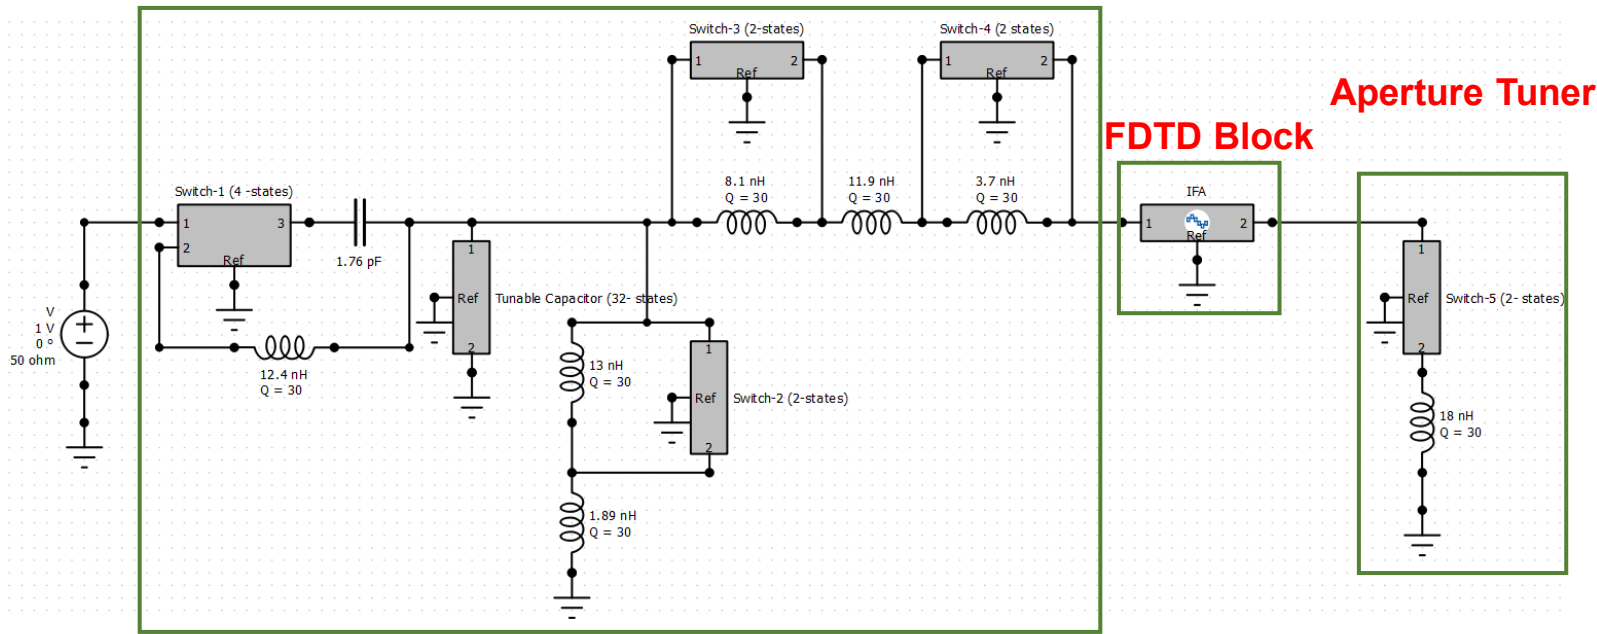 Switch-3 (2-states)
1
2
Ref
Switch-4 (2 states)
1
2
Ref
Aperture Tuner
FDTD Block
Switch-1 (4 -states)
1
3
2
Ref
1.76 pF
8.1 nH
Q = 30
11.9 nH
Q = 30
3.7 nH
Q = 30
IFA
1
2
Ref
V
1 V
0 °
50 ohm
12.4 nH
Q = 30
1
Ref
2
Tunable Capacitor (32- states)
13 nH
Q = 30
1
Ref
2
Switch-2 (2-states)
1.89 nH
Q = 30
1
Ref
2
Switch-5 (2- states)
18 nH
Q = 30